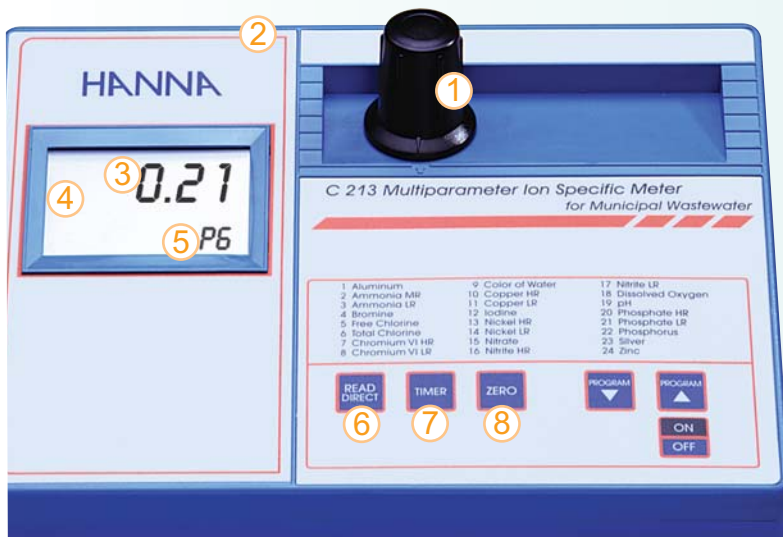 2
HANNA
1
3 0.21
4
5 P6
C 213 Multiparameter Ion Specific Meter
for Municipal Wastewater
1 Aluminum
2 Ammonia MR
3 Ammonia LR
4 Bromine
5 Free Chlorine
6 Total Chlorine
7 Chromium VI HR
8 Chromium VI LR
9 Color of Water
10 Copper HR
11 Copper LR
12 Iodine
13 Nickel HR
14 Nickel LR
15 Nitrate
16 Nitrite HR
17 Nitrite LR
18 Dissolved Oxygen
19 pH
20 Phosphate HR
21 Phosphate LR
22 Phosphorus
23 Silver
24 Zinc
READ
DIRECT
TIMER
ZERO
PROGRAM
PROGRAM
6
7
8
ON
OFF